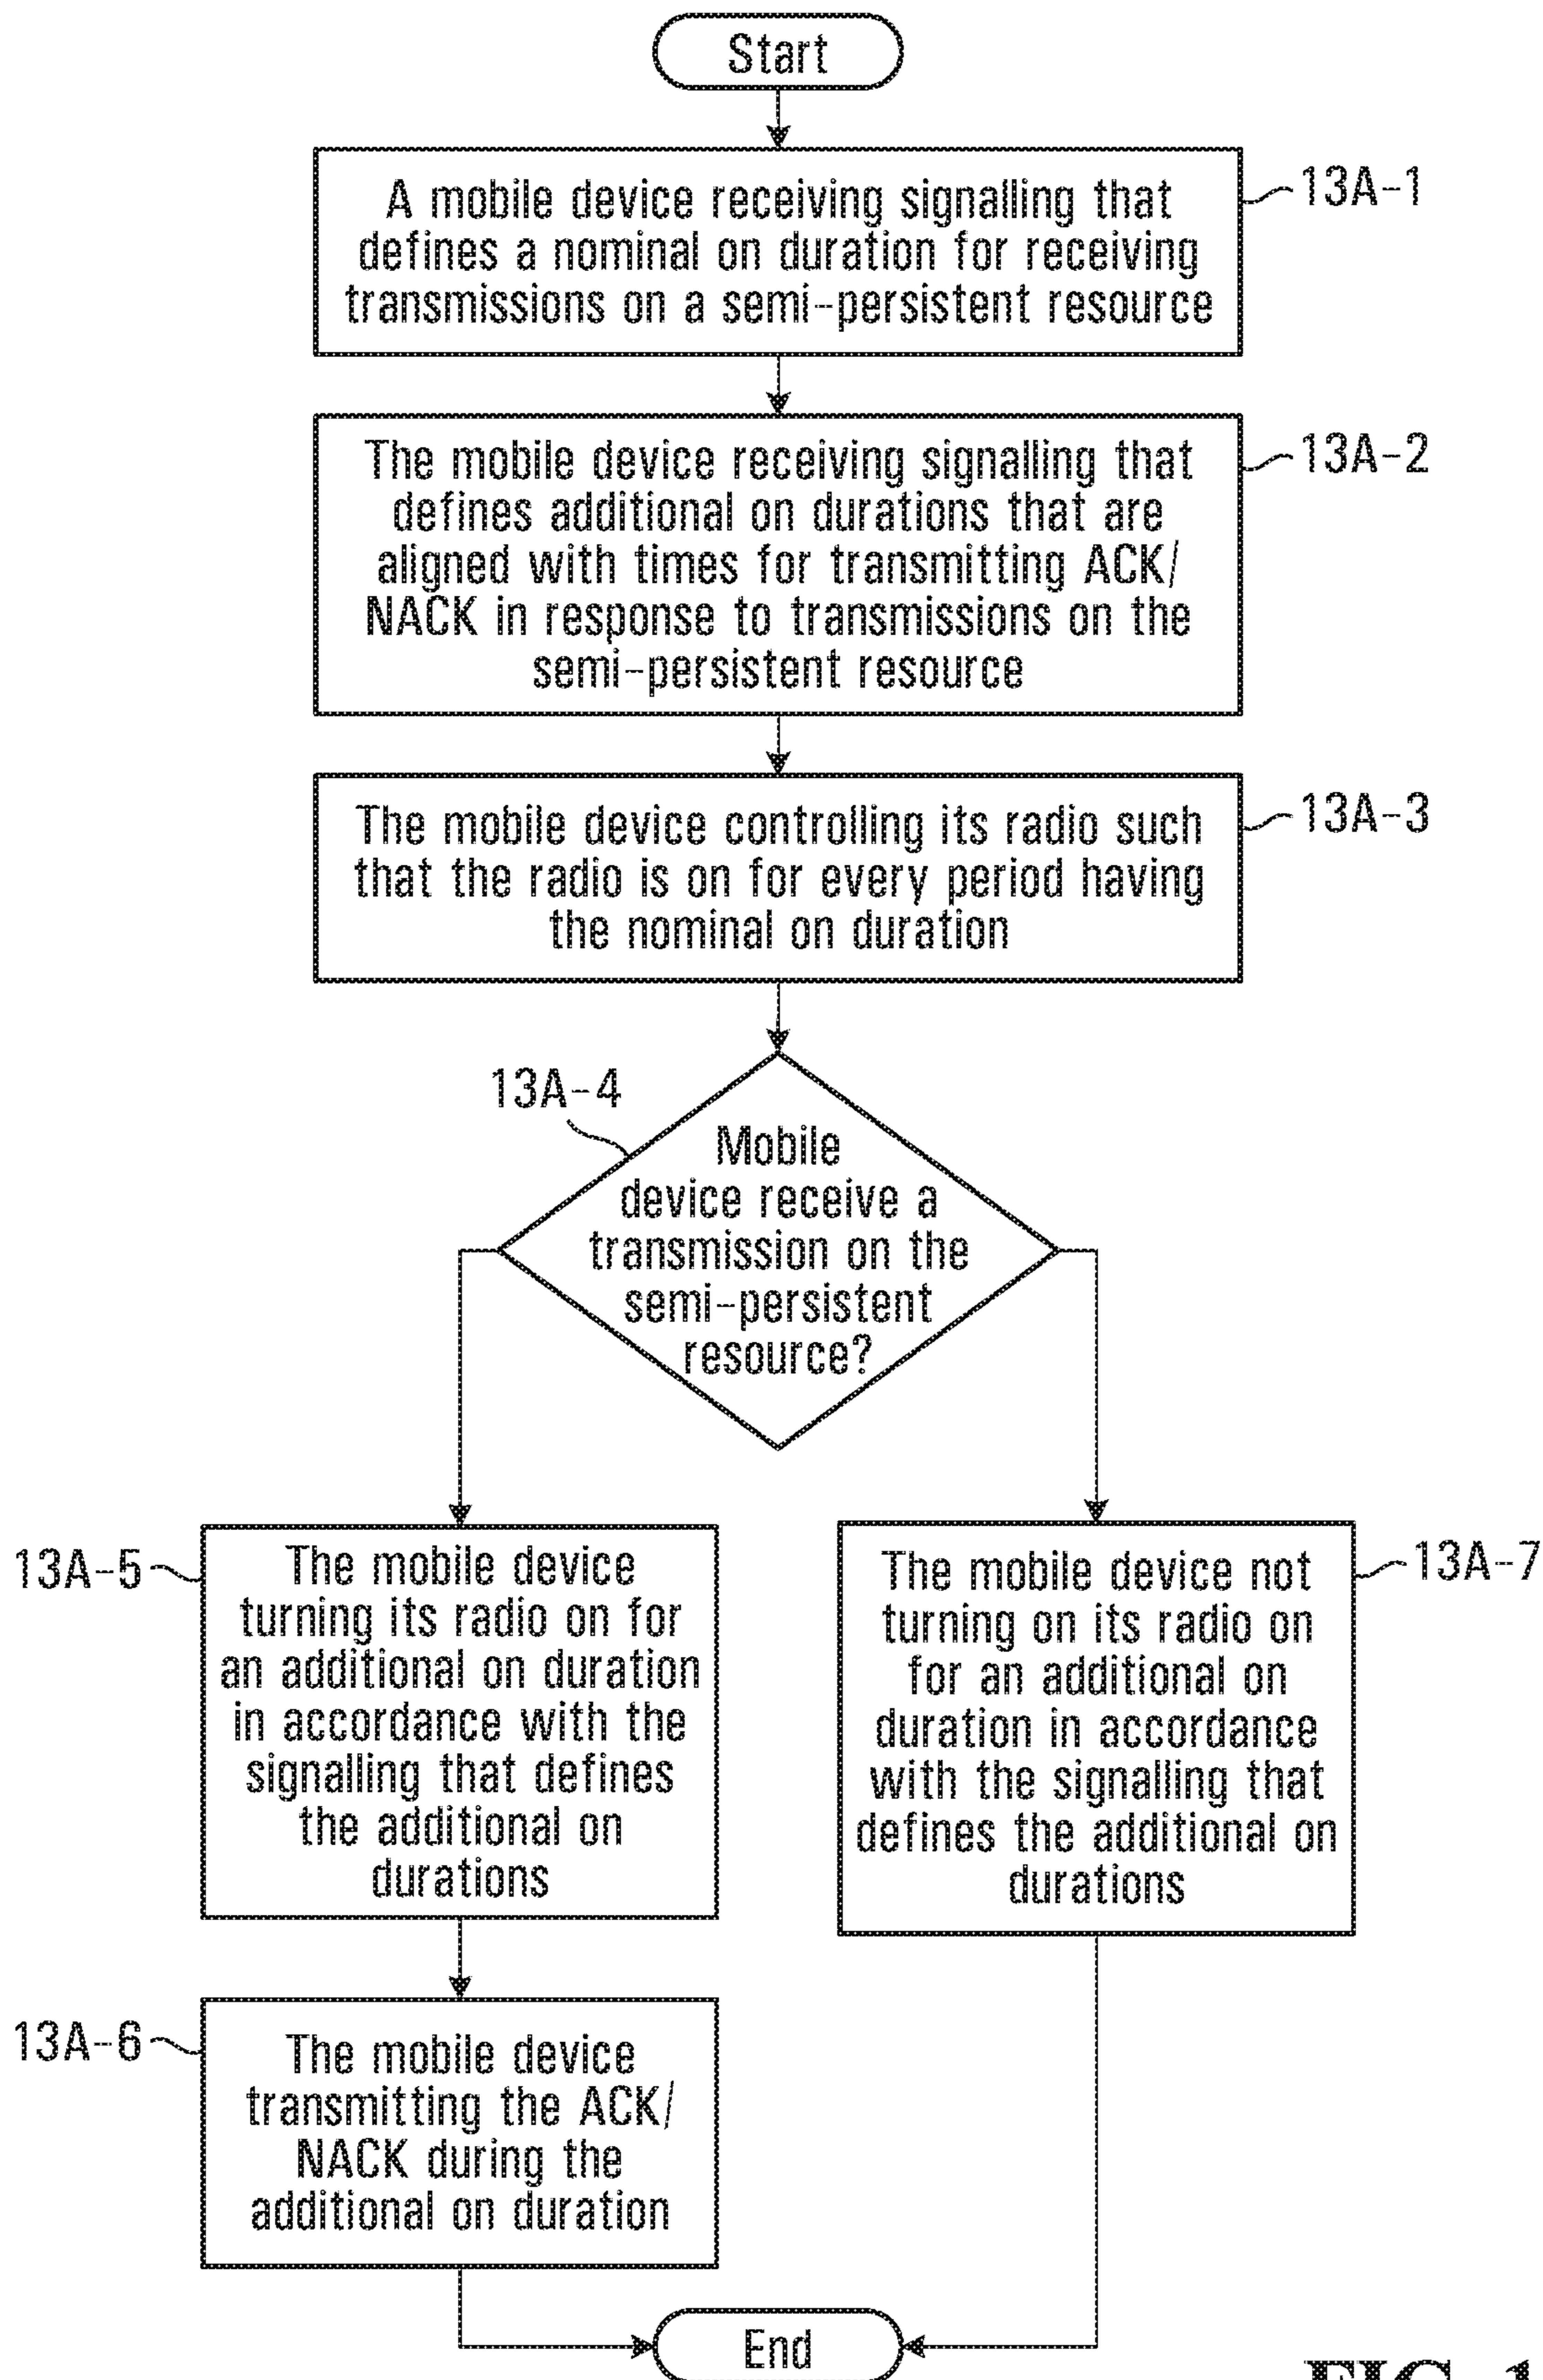 Start
A mobile device receiving signalling that
defines a nominal on duration for receiving
transmissions on a semi-persistent resource
13A-1
The mobile device receiving signalling that
defines additional on durations that are
aligned with times for transmitting ACK/
NACK in response to transmissions on the
semi-persistent resource
13A-2
The mobile device controlling its radio such
that the radio is on for every period having
the nominal on duration
13A-3
13A-4
Mobile
device receive a
transmission on the
semi-persistent
resource?
13A-5
The mobile device
turning its radio on for
an additional on duration
in accordance with the
signalling that defines
the additional on
durations
The mobile device not
turning on its radio on
for an additional on
duration in accordance
with the signalling that
defines the additional on
durations
13A-7
13A-6
The mobile device
transmitting the ACK/
NACK during the
additional on duration
End